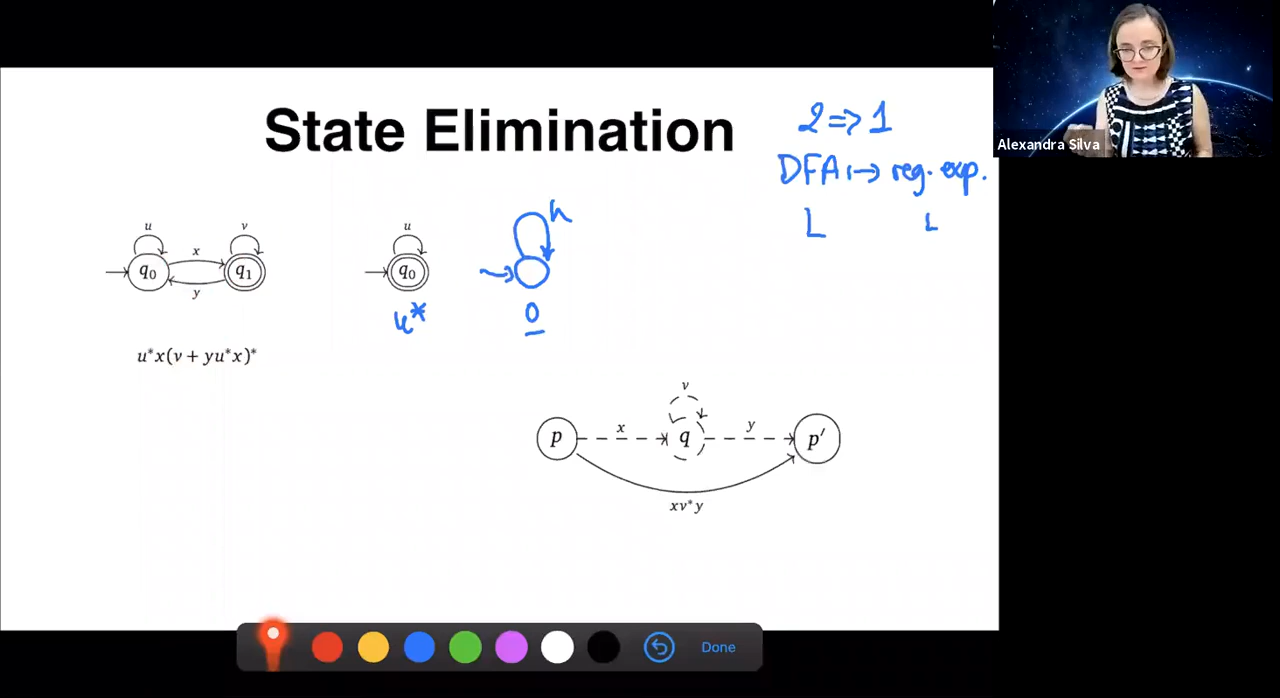 State Elimination
2 => 1
DFA ↦ reg. exp.
L L
Alexandra Silva
u
v
x
q₀ q₁
y
u*x(v + yu*x)*
u
q₀
u*
u
0
v
x y
p q p′
xv*y
Done